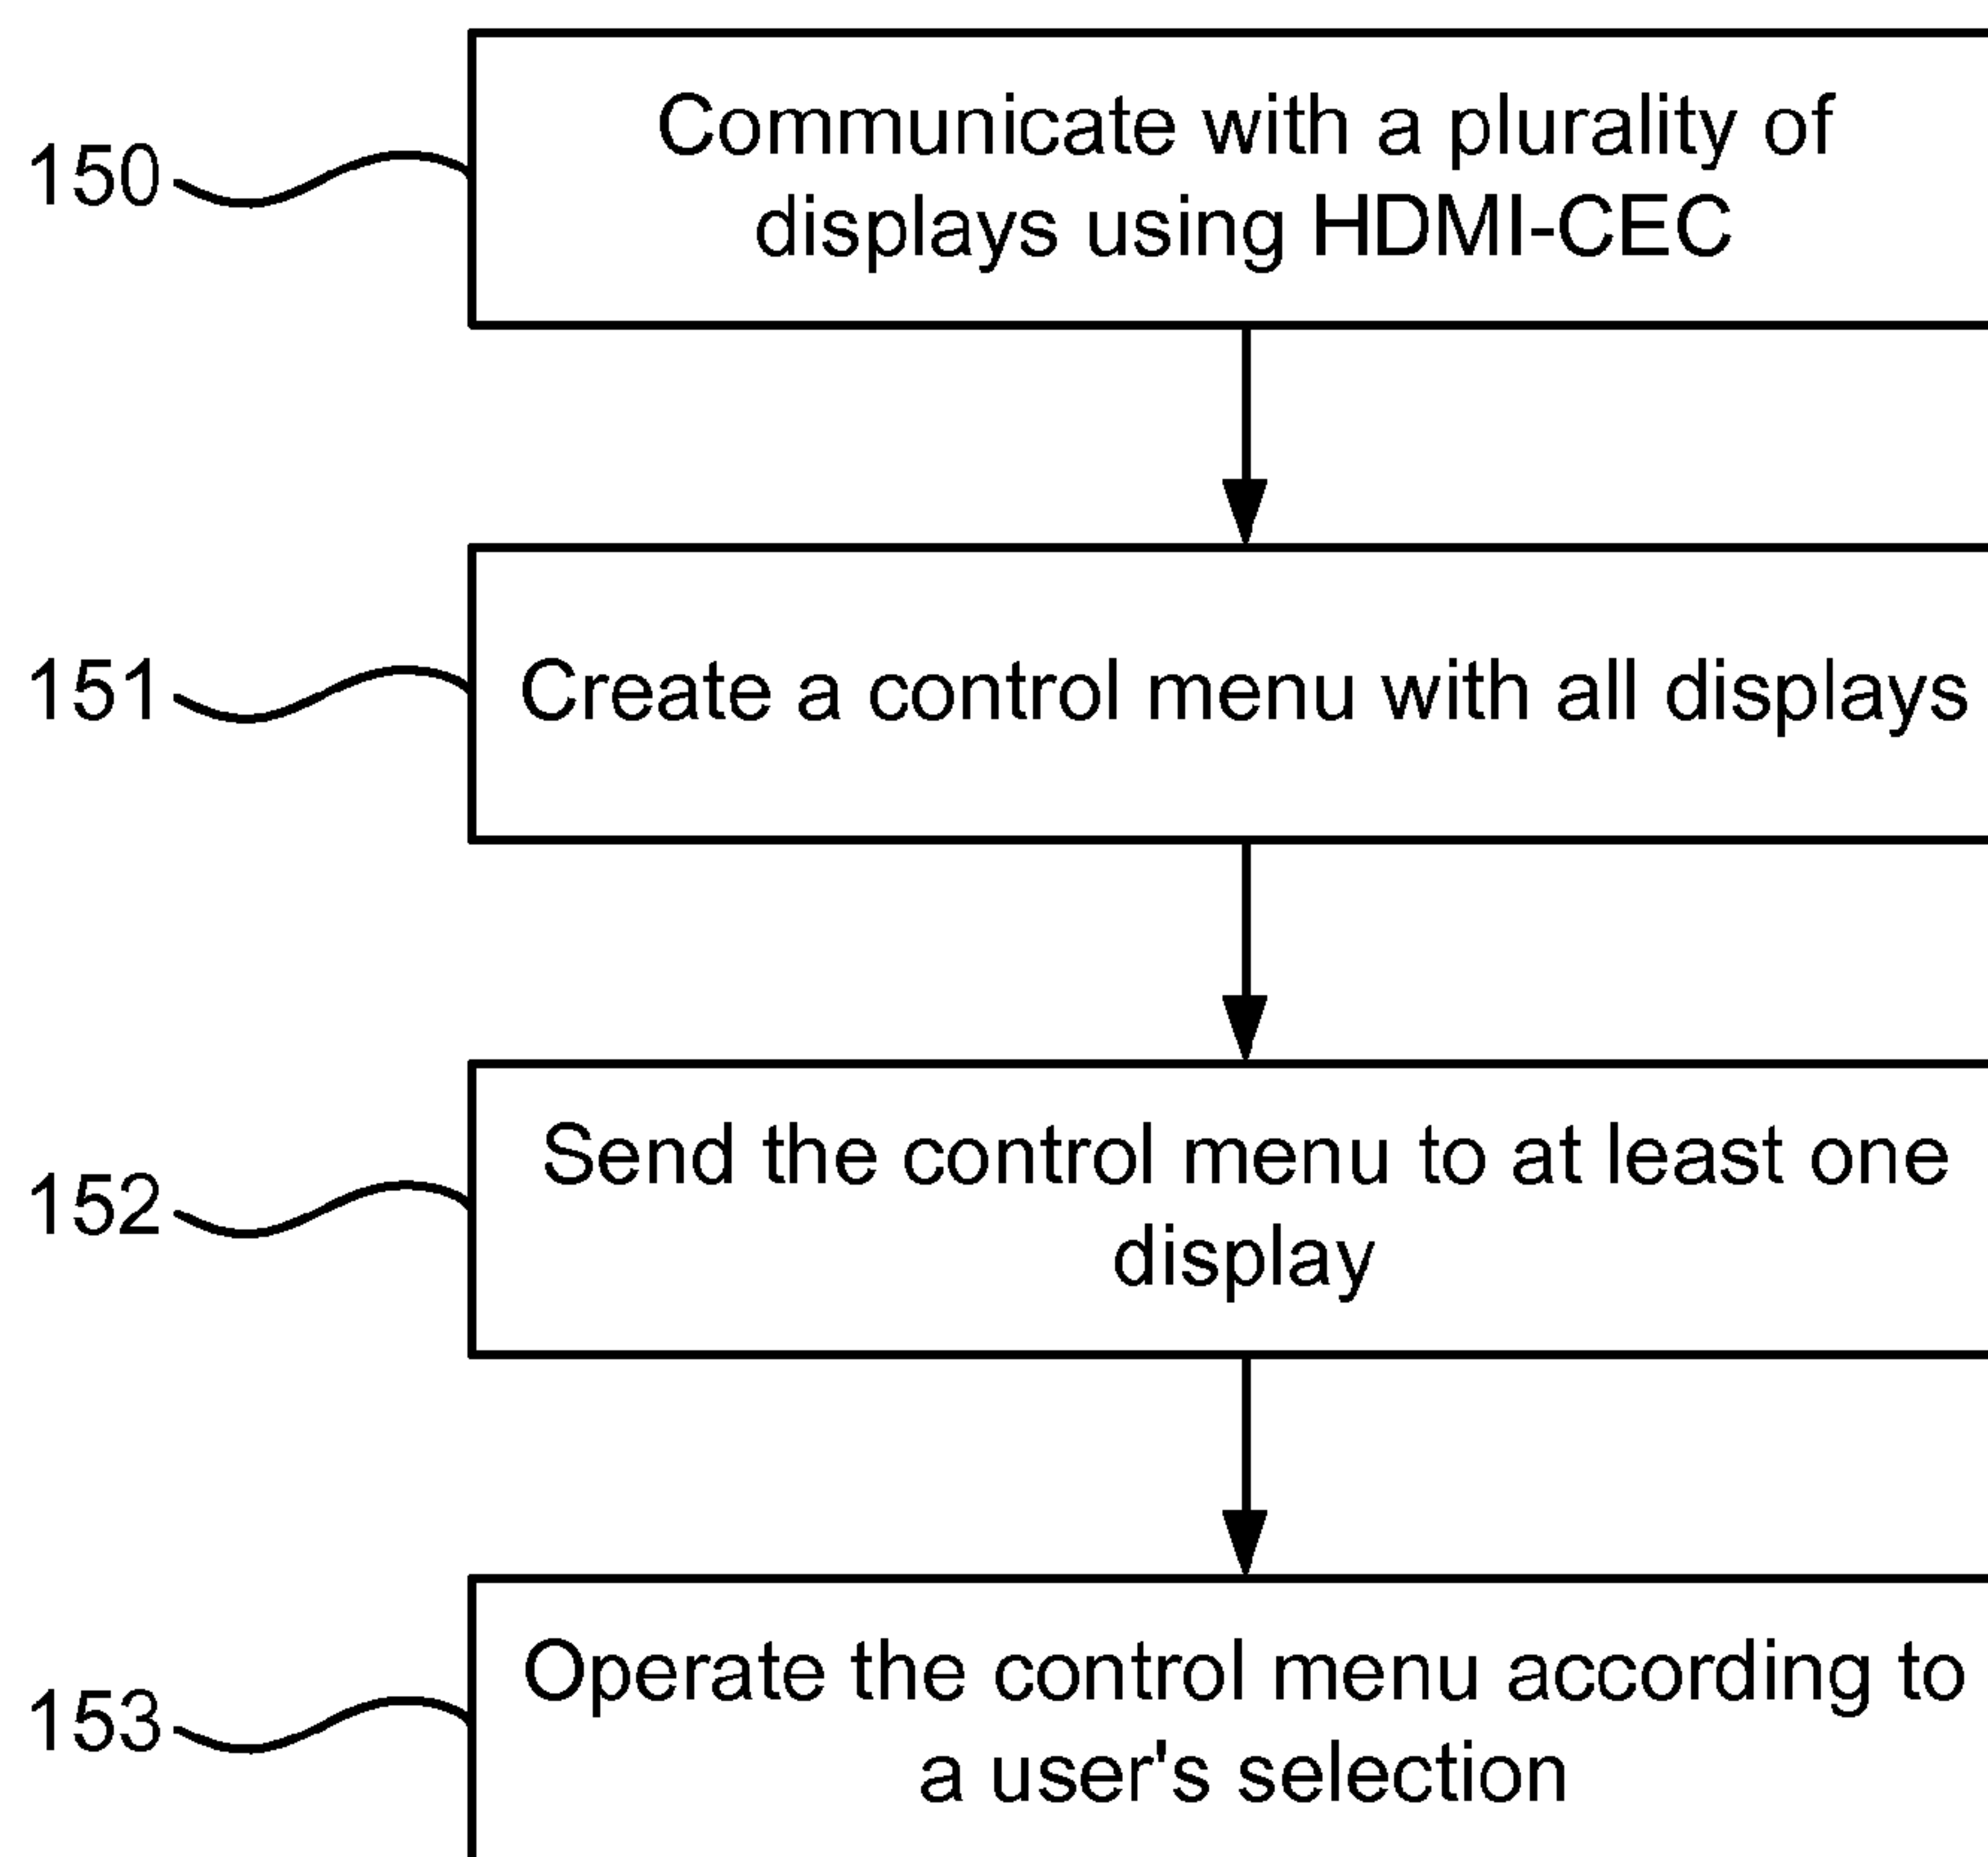 150
Communicate with a plurality of
displays using HDMI-CEC
151
Create a control menu with all displays
152
Send the control menu to at least one
display
153
Operate the control menu according to
a user's selection